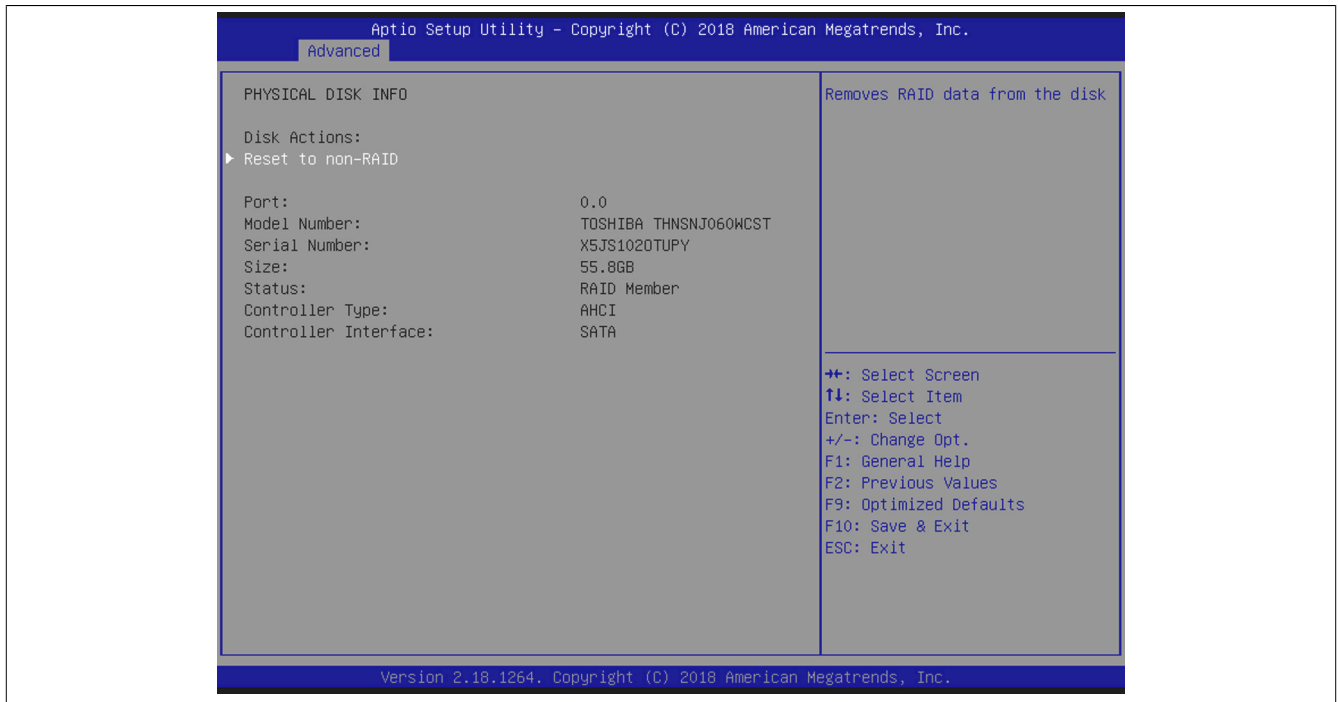 Aptio Setup Utility – Copyright (C) 2018 American Megatrends, Inc.
Advanced
PHYSICAL DISK INFO
Disk Actions:
Reset to non-RAID
Port: 0.0
Model Number: TOSHIBA THNSNJ060WCST
Serial Number: X5JS1020TUPY
Size: 55.8GB
Status: RAID Member
Controller Type: AHCI
Controller Interface: SATA
Removes RAID data from the disk
→←: Select Screen
↑↓: Select Item
Enter: Select
+/-: Change Opt.
F1: General Help
F2: Previous Values
F9: Optimized Defaults
F10: Save & Exit
ESC: Exit
Version 2.18.1264. Copyright (C) 2018 American Megatrends, Inc.